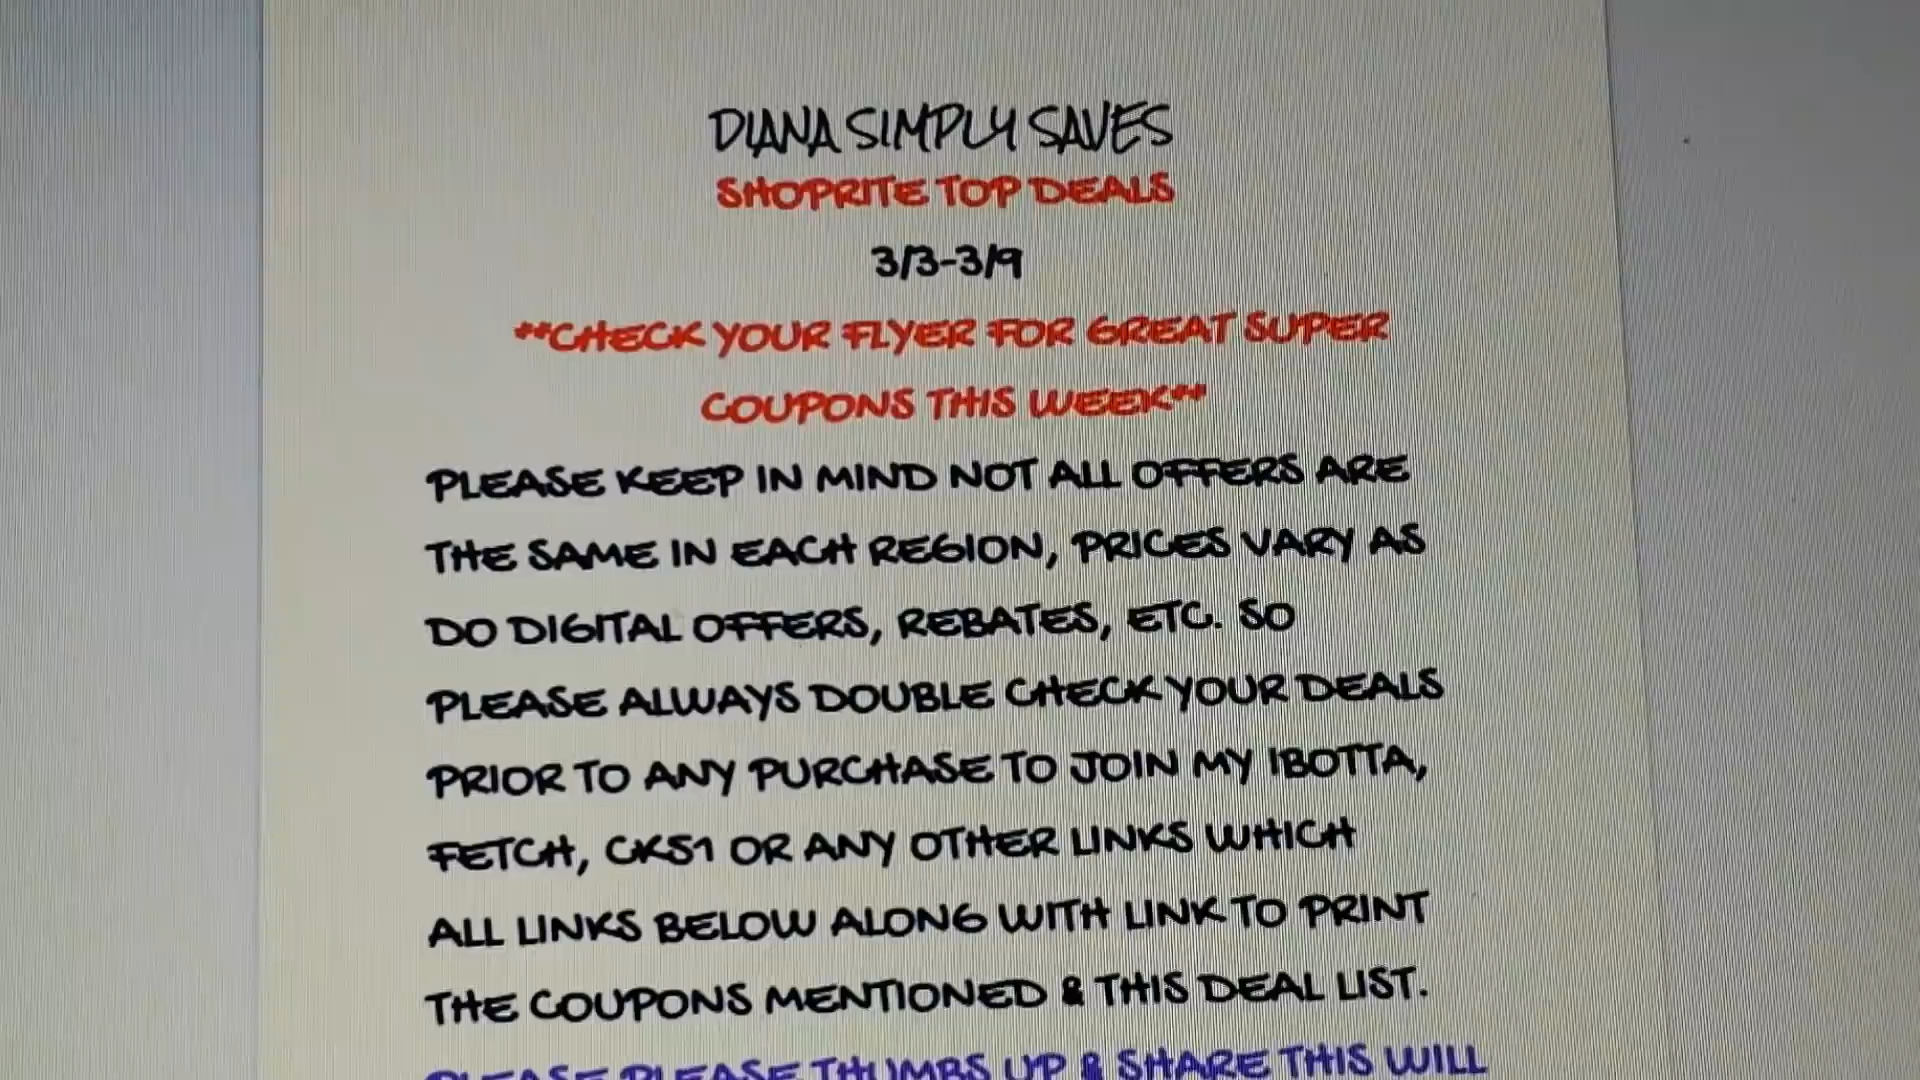 DIANA SIMPLY SAVES
SHOPRITE TOP DEALS
3/3-3/9
**CHECK YOUR FLYER FOR GREAT SUPER
COUPONS THIS WEEK**
PLEASE KEEP IN MIND NOT ALL OFFERS ARE
THE SAME IN EACH REGION, PRICES VARY AS
DO DIGITAL OFFERS, REBATES, ETC. SO
PLEASE ALWAYS DOUBLE CHECK YOUR DEALS
PRIOR TO ANY PURCHASE TO JOIN MY IBOTTA,
FETCH, CK51 OR ANY OTHER LINKS WHICH
ALL LINKS BELOW ALONG WITH LINK TO PRINT
THE COUPONS MENTIONED & THIS DEAL LIST.
PLEASE PLEASE THUMBS UP & SHARE THIS WILL